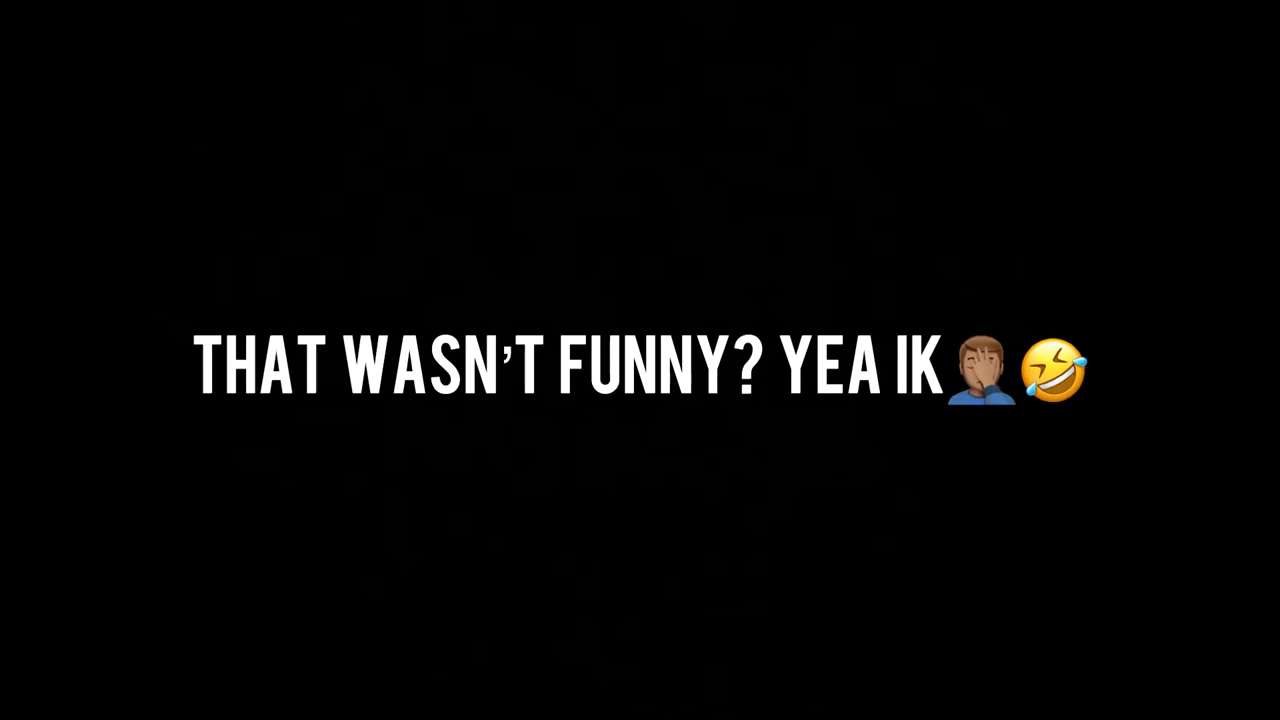 THAT WASN'T FUNNY? YEA IK🤦🏽‍♂️🤣